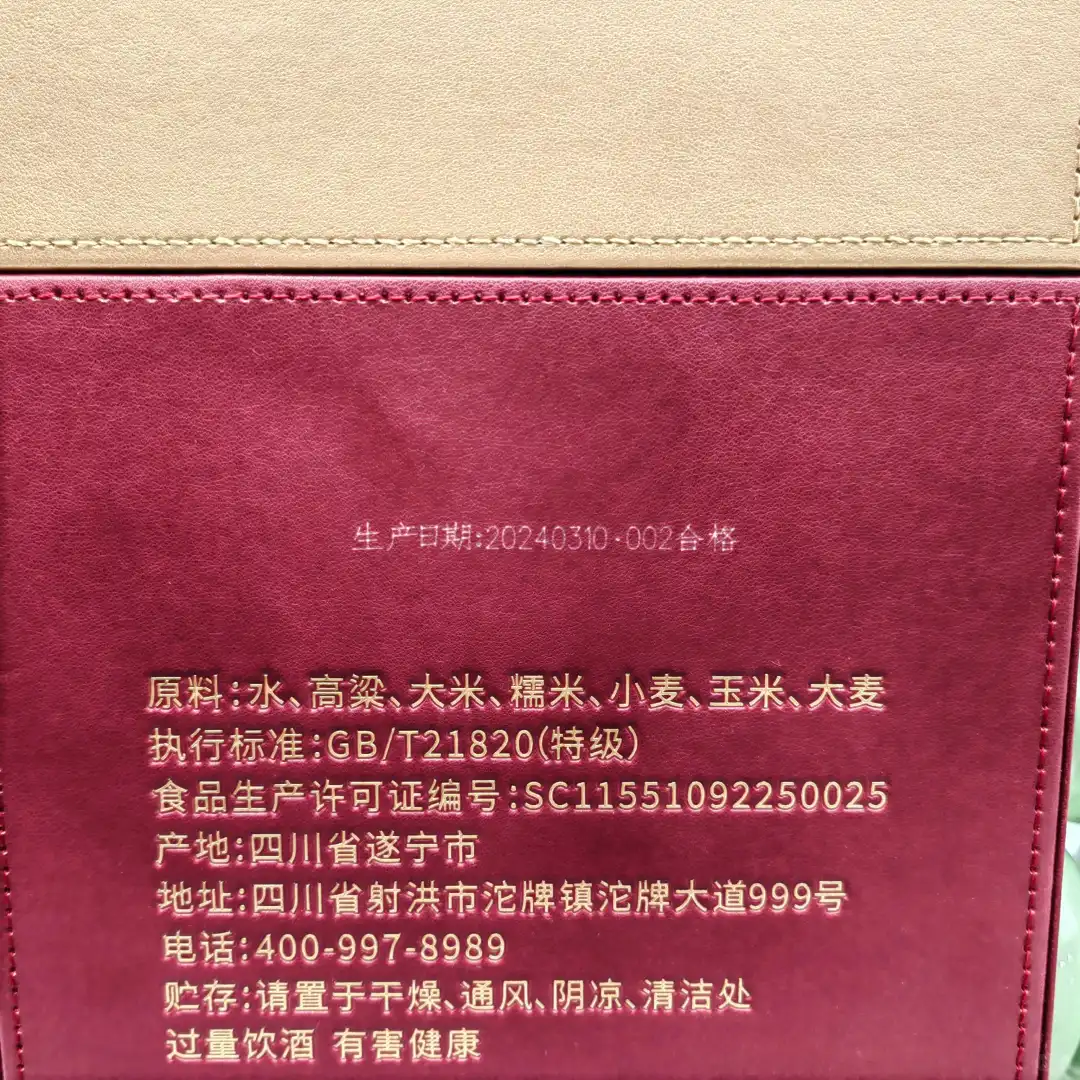 生产日期:20240310·002合格
原料:水、高粱、大米、糯米、小麦、玉米、大麦
执行标准:GB/T21820(特级)
食品生产许可证编号:SC11551092250025
产地:四川省遂宁市
地址:四川省射洪市沱牌镇沱牌大道999号
电话:400-997-8989
贮存:请置于干燥、通风、阴凉、清洁处
过量饮酒 有害健康